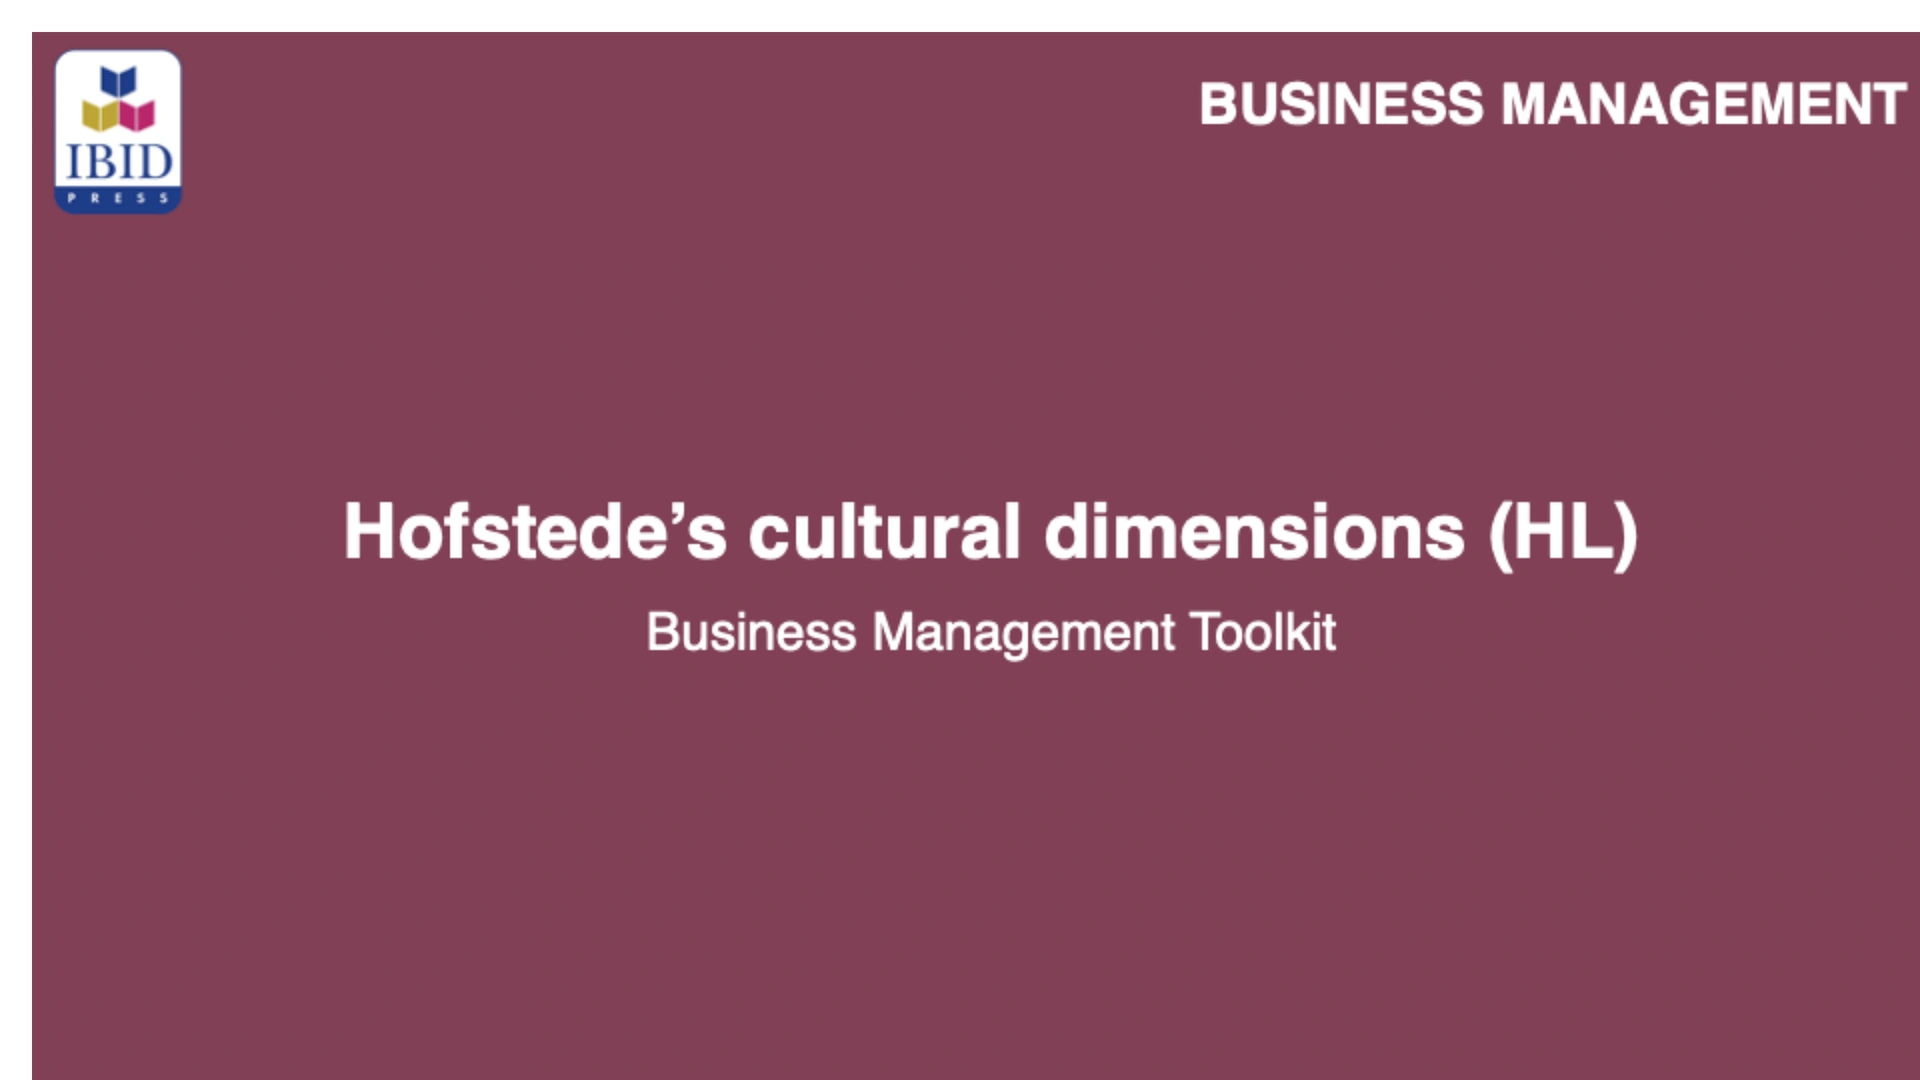 IBID
PRESS
BUSINESS MANAGEMENT
Hofstede’s cultural dimensions (HL)
Business Management Toolkit